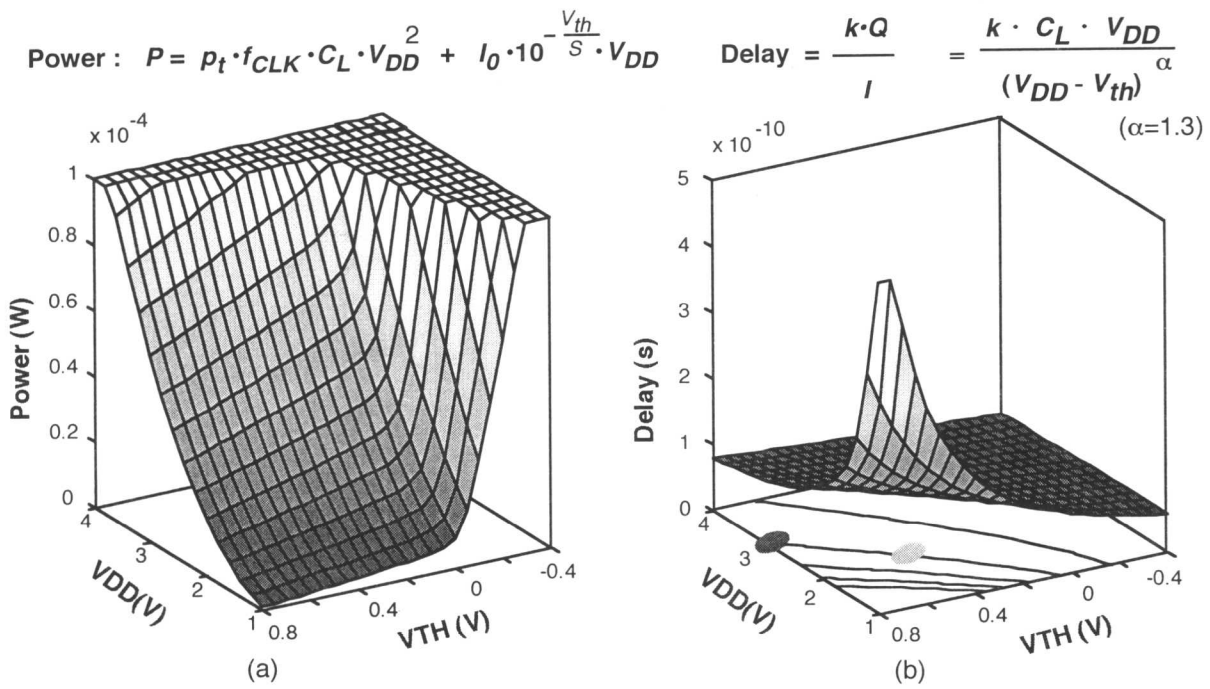 Power : P = p_t·f_CLK·C_L·V_DD^2 + I_0·10^(-V_th/S)·V_DD
Delay = k·Q / I = k · C_L · V_DD / (V_DD - V_th)^α
(α=1.3)
x 10^-4
1
0.8
0.6
0.4
0.2
0
Power (W)
4
3
2
1
VDD(V)
0.8
0.4
0
-0.4
VTH (V)
(a)
x 10^-10
5
4
3
2
1
0
Delay (s)
4
3
2
1
VDD(V)
0.8
0.4
0
-0.4
VTH (V)
(b)